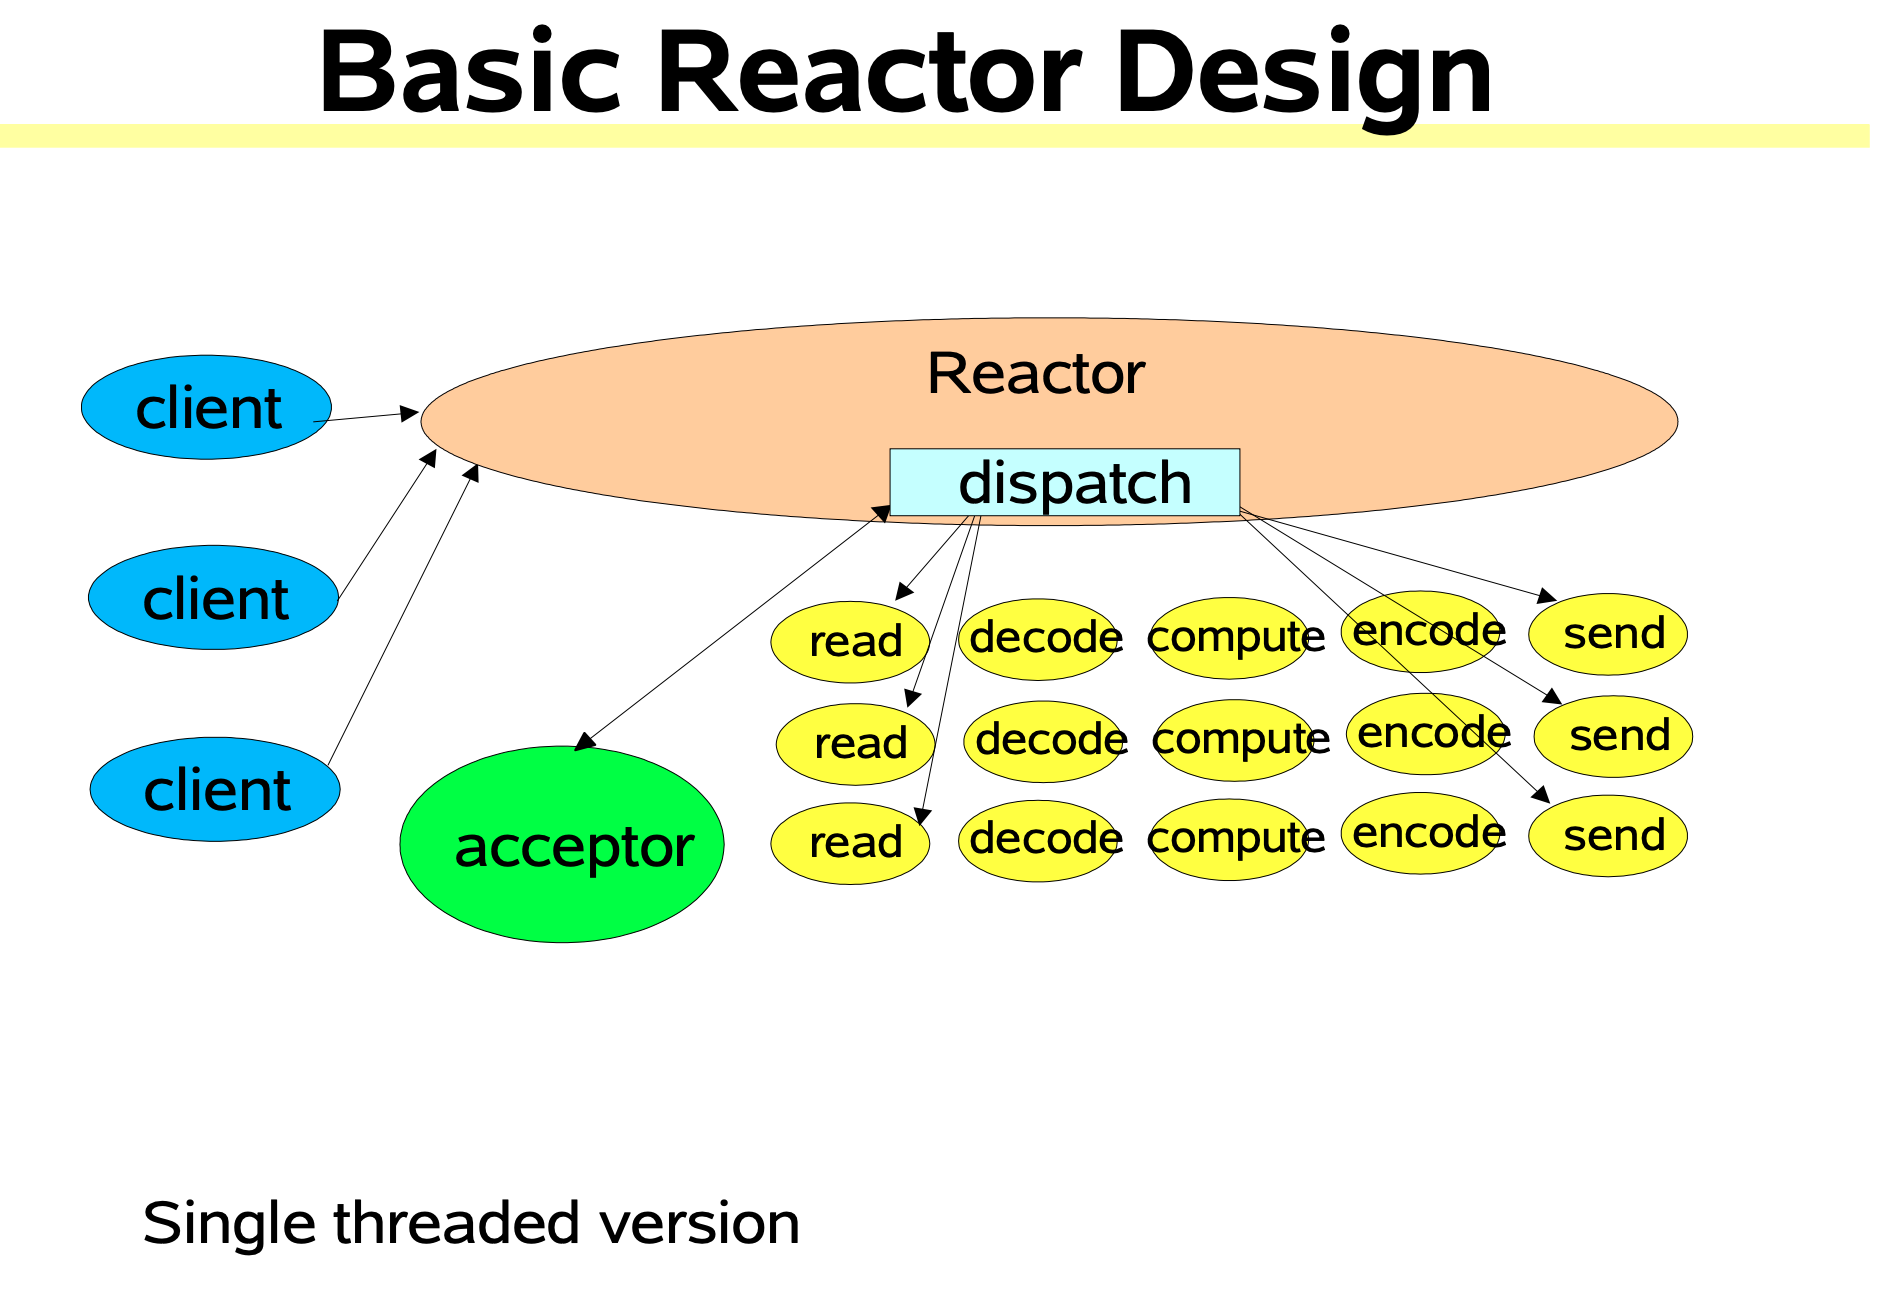 Basic Reactor Design
Reactor
dispatch
client
client
client
acceptor
read decode compute encode send
read decode compute encode send
read decode compute encode send
Single threaded version